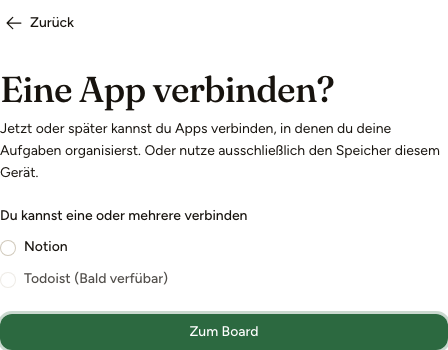 Zurück
Eine App verbinden?
Jetzt oder später kannst du Apps verbinden, in denen du deine
Aufgaben organisierst. Oder nutze ausschließlich den Speicher diesem
Gerät.
Du kannst eine oder mehrere verbinden
Notion
Todoist (Bald verfübar)
Zum Board